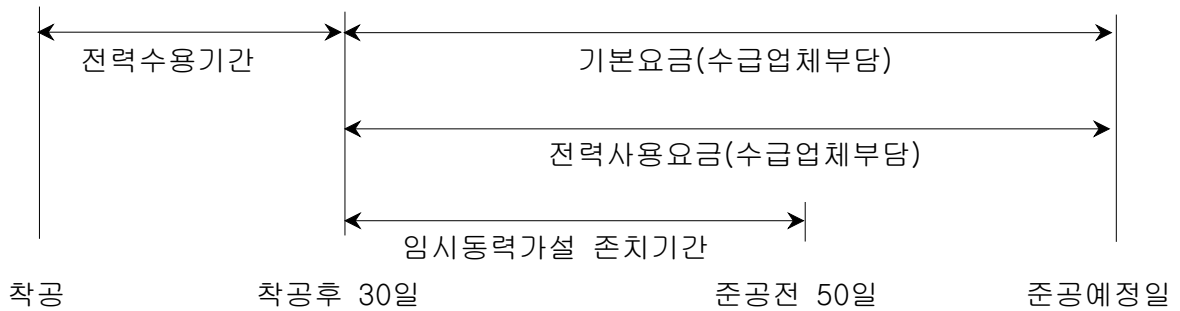 전력수용기간
기본요금(수급업체부담)
전력사용요금(수급업체부담)
임시동력가설 존치기간
착공
착공후 30일
준공전 50일
준공예정일